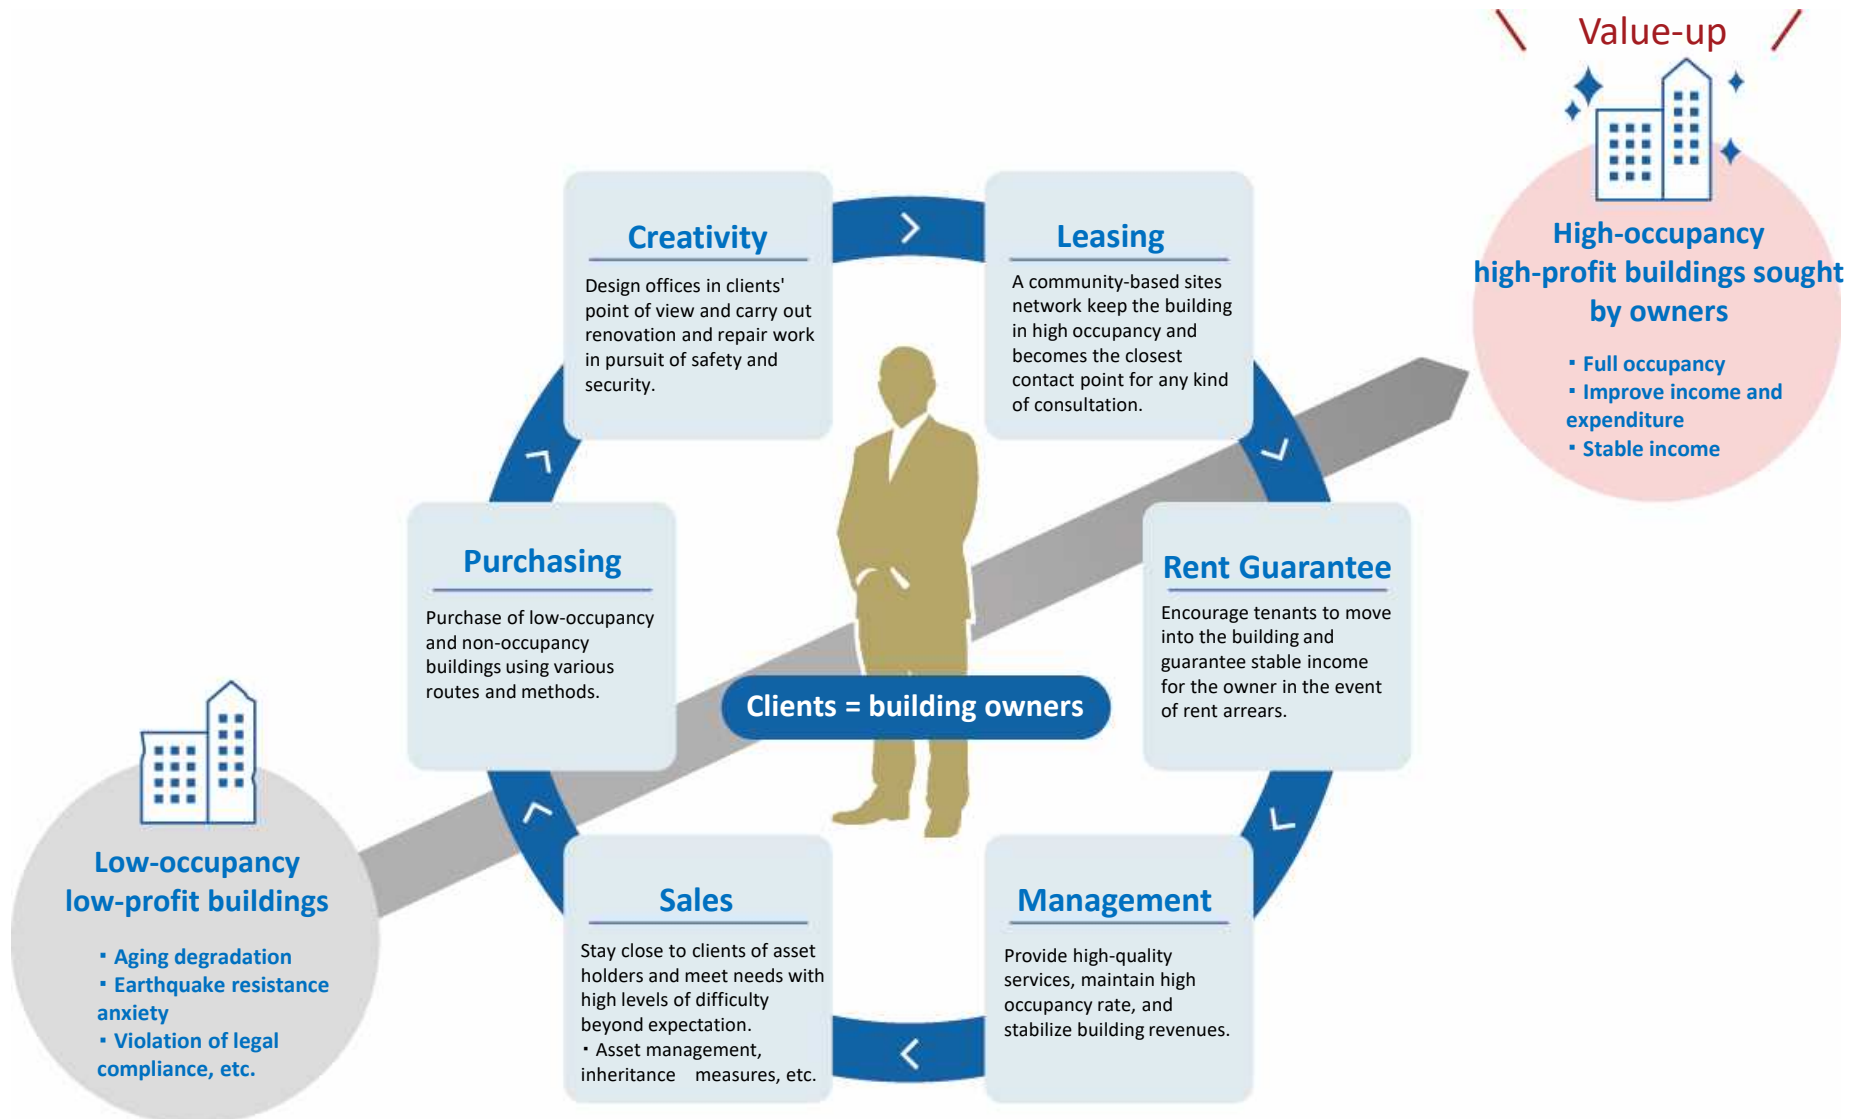 Value-up
High-occupancy
high-profit buildings sought
by owners
・Full occupancy
・Improve income and
expenditure
・Stable income
Creativity
Design offices in clients'
point of view and carry out
renovation and repair work
in pursuit of safety and
security.
Leasing
A community-based sites
network keep the building
in high occupancy and
becomes the closest
contact point for any kind
of consultation.
Purchasing
Purchase of low-occupancy
and non-occupancy
buildings using various
routes and methods.
Rent Guarantee
Encourage tenants to move
into the building and
guarantee stable income
for the owner in the event
of rent arrears.
Clients = building owners
Low-occupancy
low-profit buildings
・Aging degradation
・Earthquake resistance
anxiety
・Violation of legal
compliance, etc.
Sales
Stay close to clients of asset
holders and meet needs with
high levels of difficulty
beyond expectation.
・Asset management,
inheritance measures, etc.
Management
Provide high-quality
services, maintain high
occupancy rate, and
stabilize building revenues.